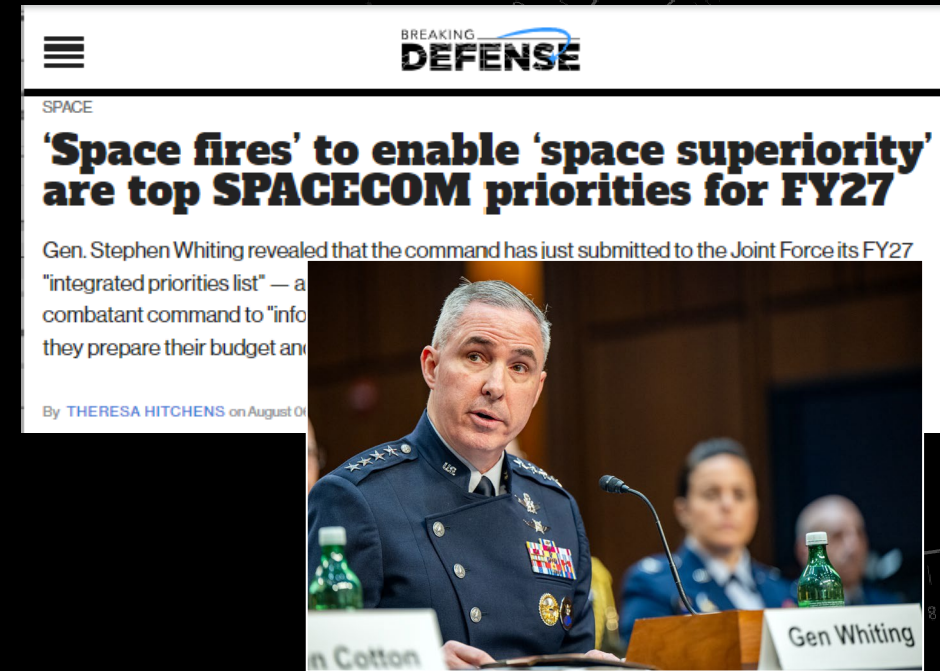 BREAKING
DEFENSE
SPACE
‘Space fires’ to enable ‘space superiority’
are top SPACECOM priorities for FY27
Gen. Stephen Whiting revealed that the command has just submitted to the Joint Force its FY27
"integrated priorities list" — a
combatant command to "info
they prepare their budget an
By THERESA HITCHENS on August 0
n Cotton
Gen Whiting